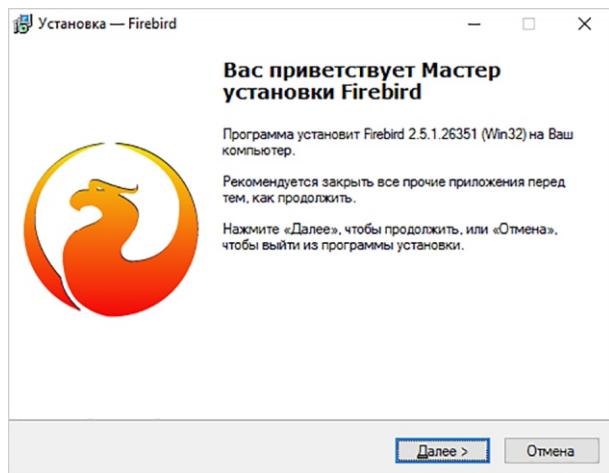 Установка — Firebird
Вас приветствует Мастер
установки Firebird
Программа установит Firebird 2.5.1.26351 (Win32) на Ваш
компьютер.
Рекомендуется закрыть все прочие приложения перед
тем, как продолжить.
Нажмите «Далее», чтобы продолжить, или «Отмена»,
чтобы выйти из программы установки.
Далее >
Отмена